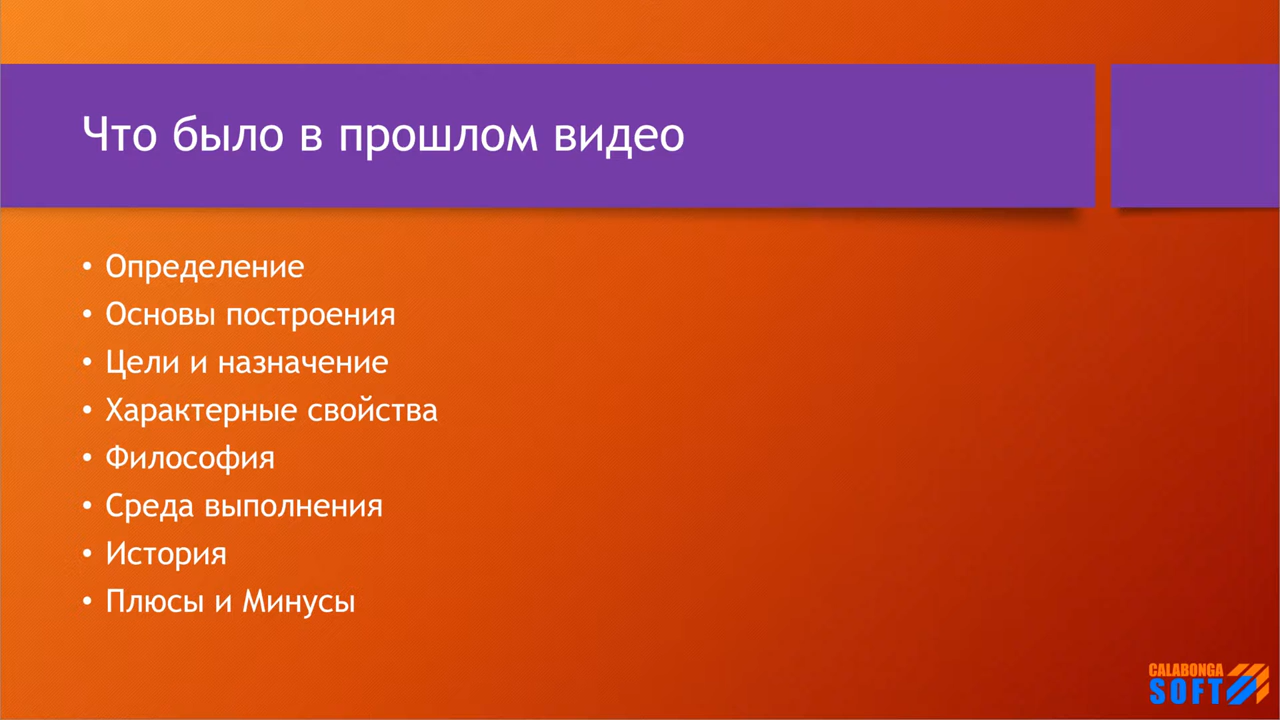 Что было в прошлом видео
• Определение
• Основы построения
• Цели и назначение
• Характерные свойства
• Философия
• Среда выполнения
• История
• Плюсы и Минусы
CALABONGA
SOFT